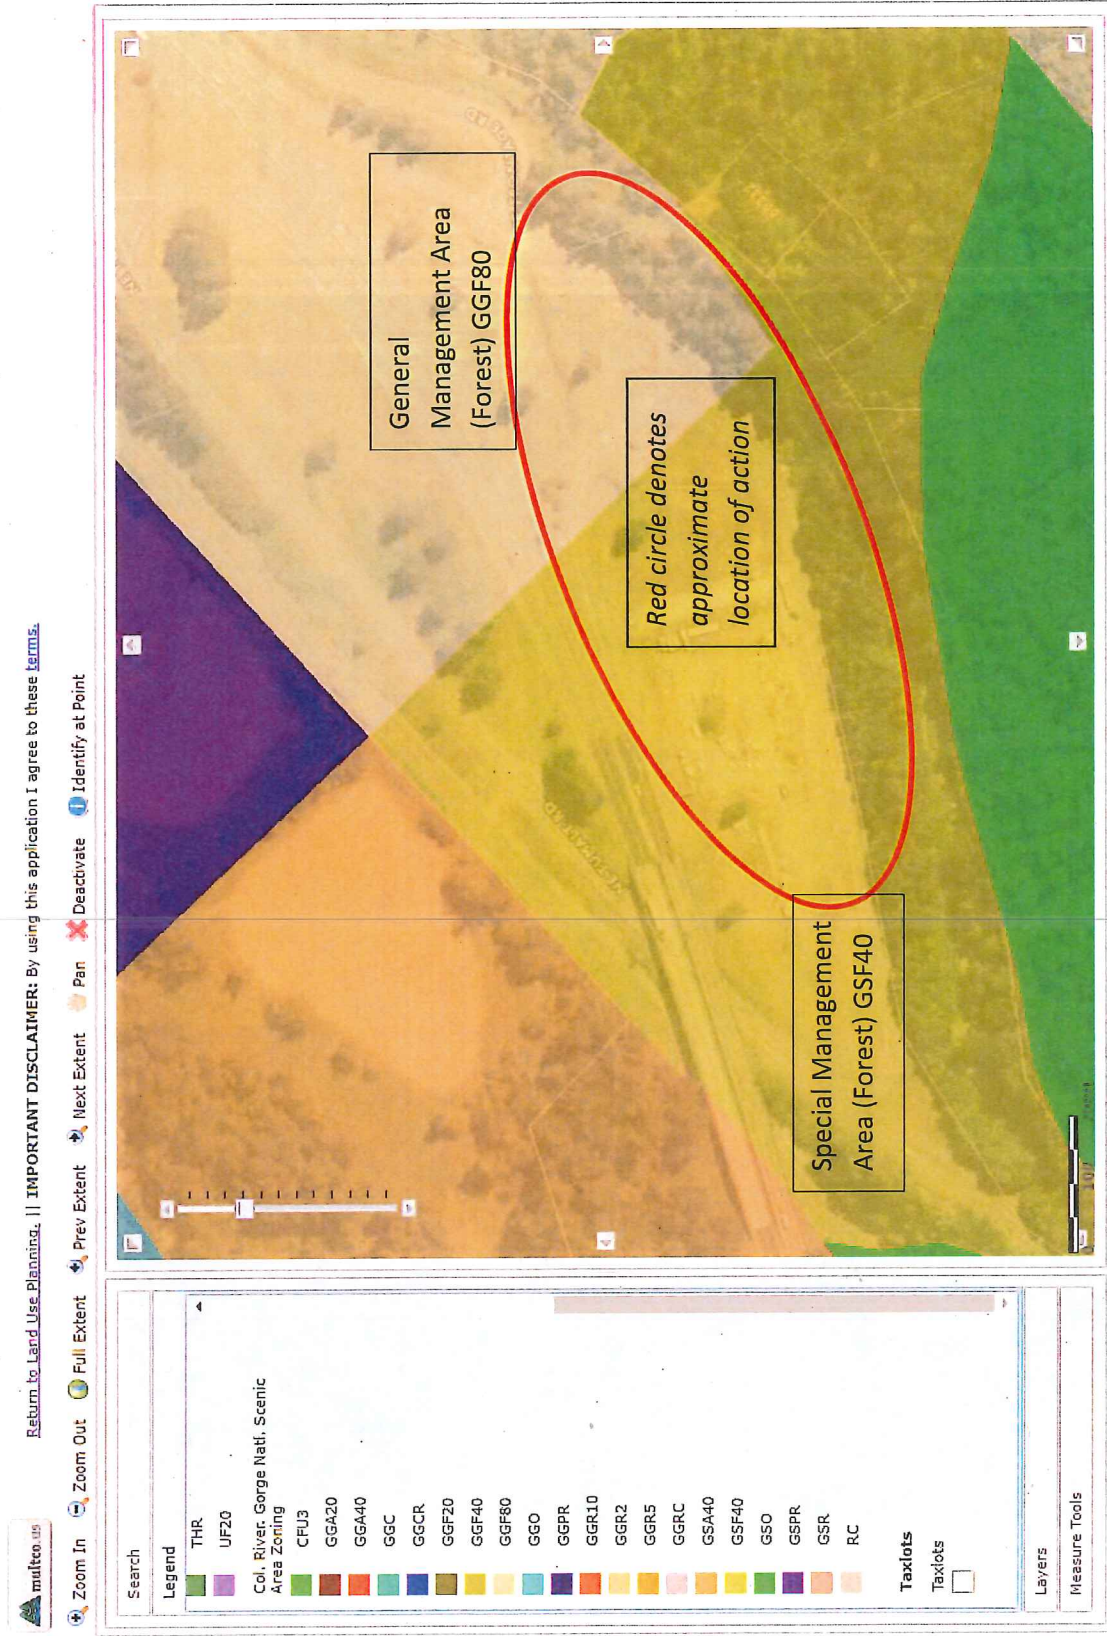 multco.us
Return to Land Use Planning. || IMPORTANT DISCLAIMER: By using this application I agree to these terms.
Zoom In Zoom Out Full Extent Prev Extent Next Extent Pan Deactivate Identify at Point
Search
Legend
THR
UF20
Col. River. Gorge Natl. Scenic
Area Zoning
CFU3
GGA20
GGA40
GGC
GGCR
GGF20
GGF40
GGF80
GGO
GGPR
GGR10
GGR2
GGR5
GGRC
GSA40
GSF40
GSO
GSPR
GSR
RC
Taxlots
Taxlots
Layers
Measure Tools
General
Management Area
(Forest) GGF80
Red circle denotes
approximate
location of action
Special Management
Area (Forest) GSF40